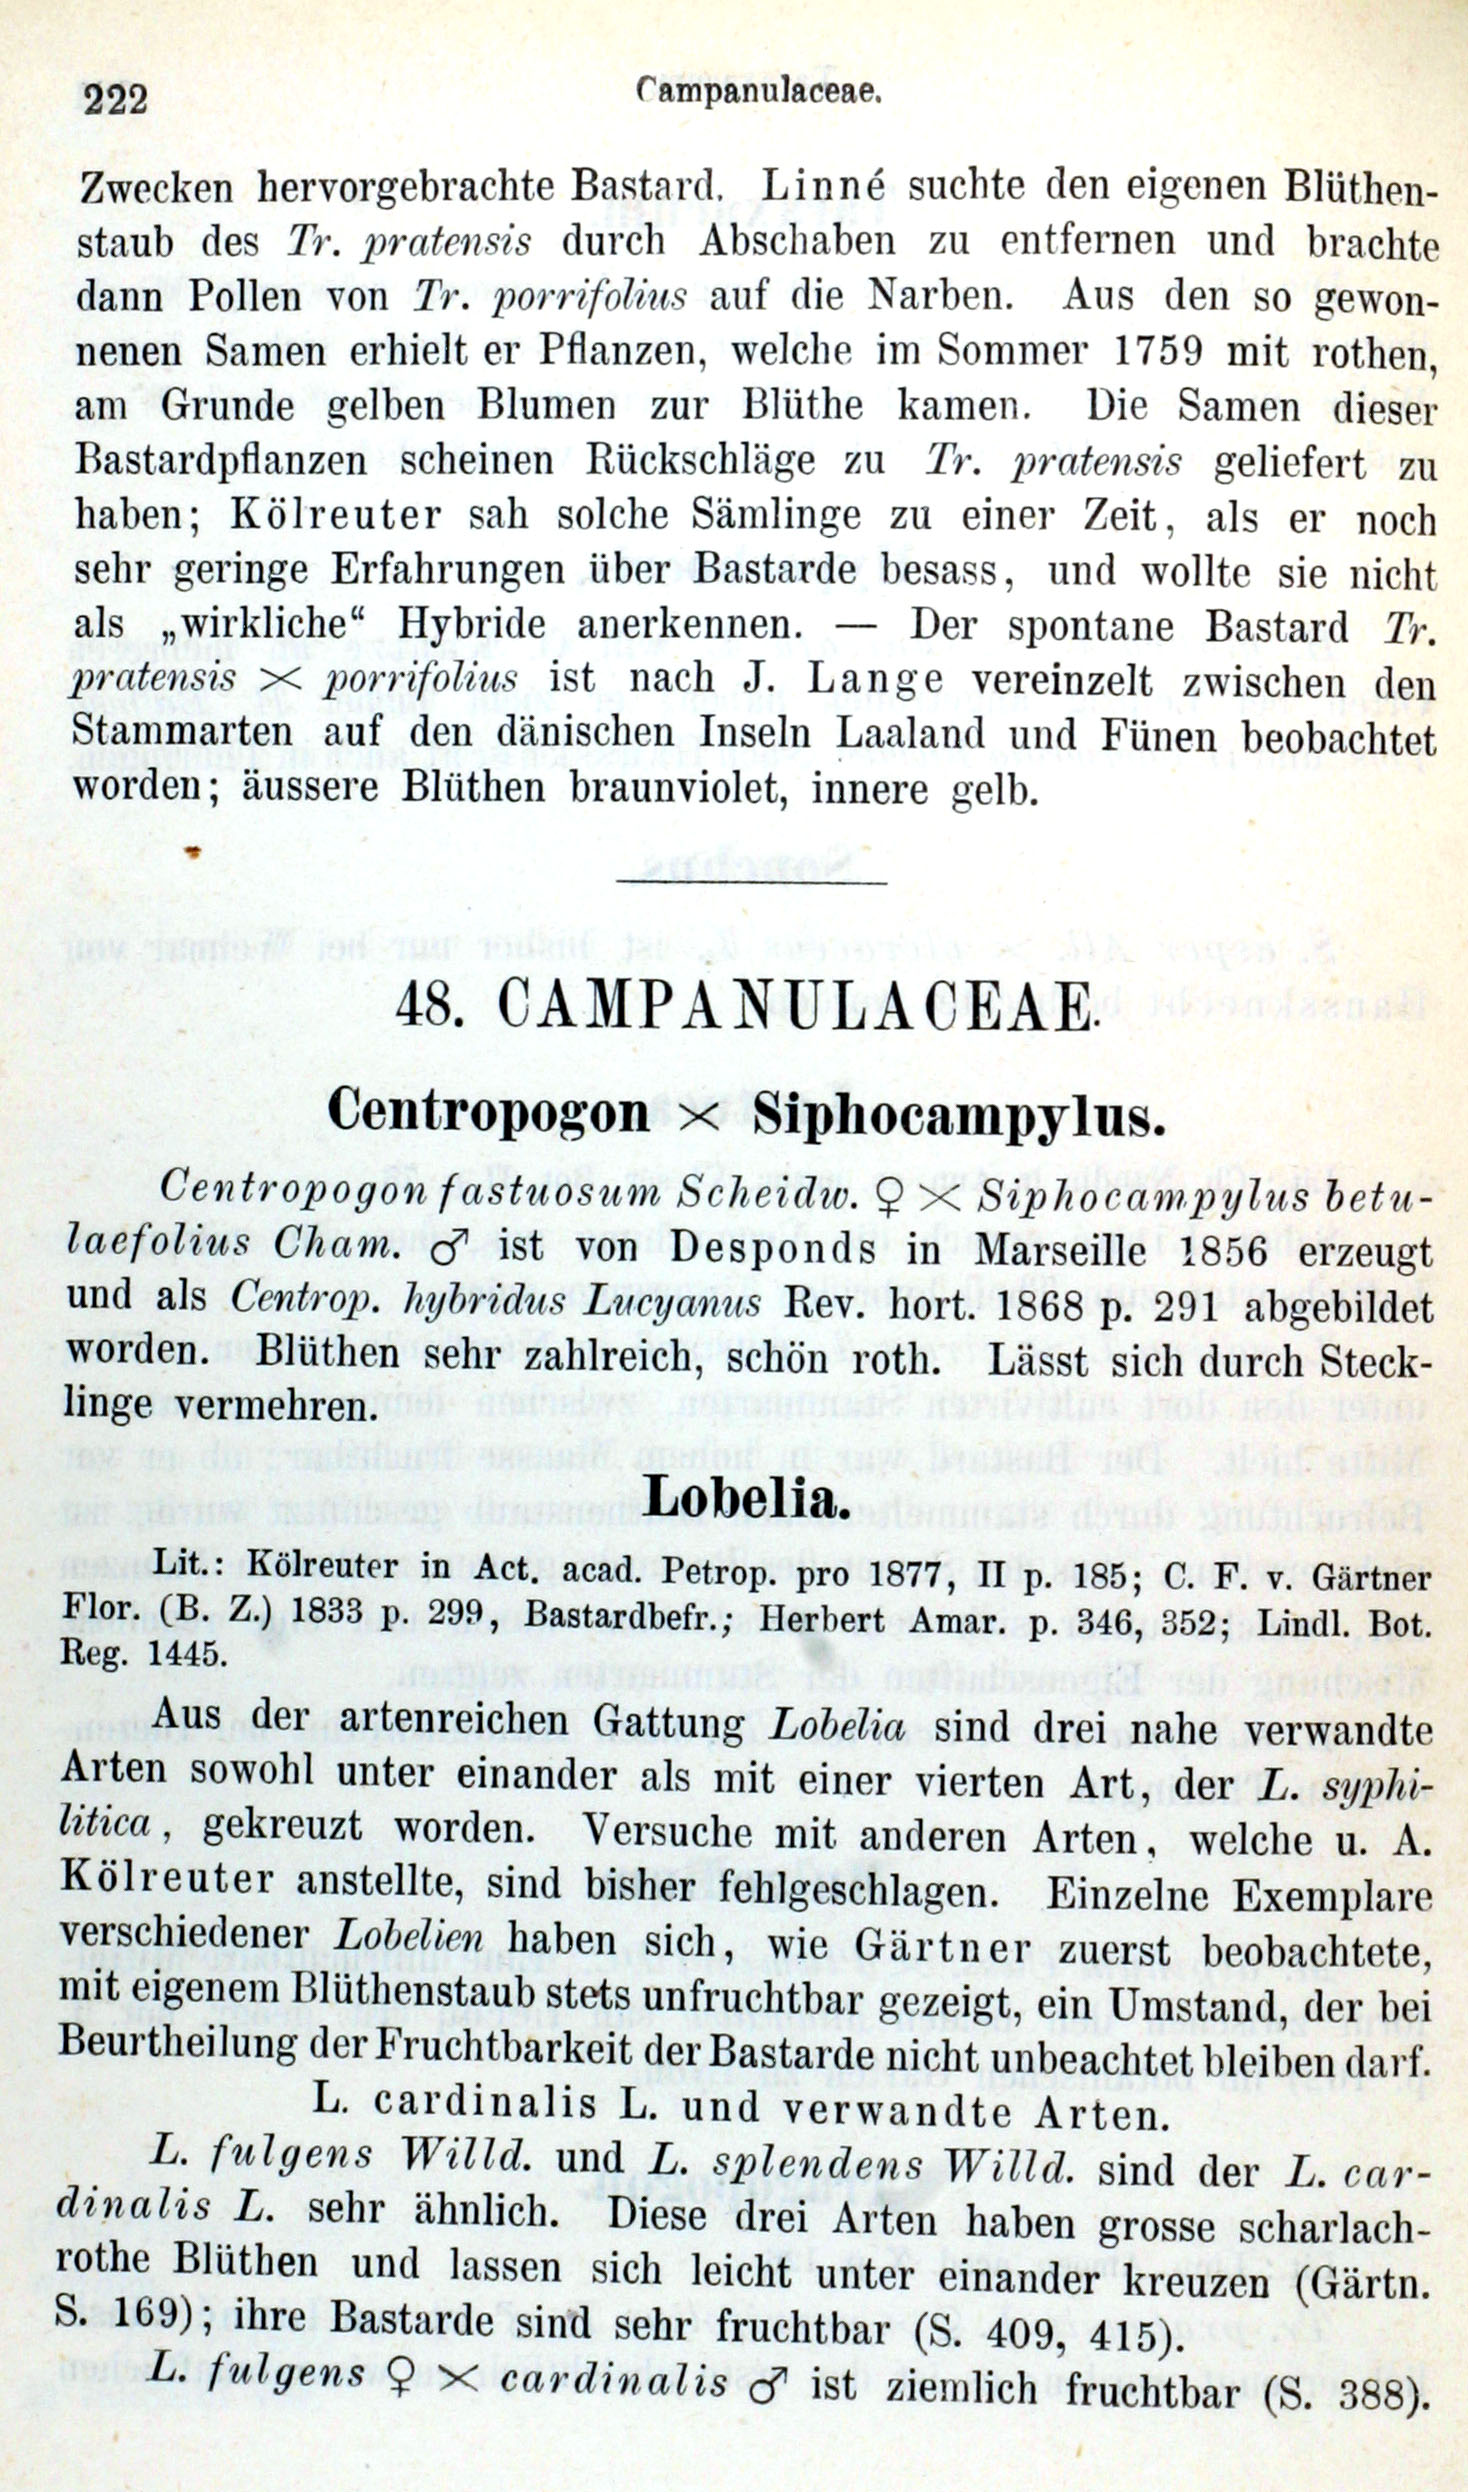 222
Campanulaceae.
Zwecken hervorgebrachte Bastard. Linné suchte den eigenen Blüthen-
staub des Tr. pratensis durch Abschaben zu entfernen und brachte
dann Pollen von Tr. porrifolius auf die Narben. Aus den so gewon-
nenen Samen erhielt er Pflanzen, welche im Sommer 1759 mit rothen,
am Grunde gelben Blumen zur Blüthe kamen. Die Samen dieser
Bastardpflanzen scheinen Rückschläge zu Tr. pratensis geliefert zu
haben; Kölreuter sah solche Sämlinge zu einer Zeit, als er noch
sehr geringe Erfahrungen über Bastarde besass, und wollte sie nicht
als „wirkliche“ Hybride anerkennen. — Der spontane Bastard Tr.
pratensis × porrifolius ist nach J. Lange vereinzelt zwischen den
Stammarten auf den dänischen Inseln Laaland und Fünen beobachtet
worden; äussere Blüthen braunviolet, innere gelb.
48. CAMPANULACEAE.
Centropogon × Siphocampylus.
Centropogon fastuosum Scheidw. ♀ × Siphocampylus betu-
laefolius Cham. ♂ ist von Desponds in Marseille 1856 erzeugt
und als Centrop. hybridus Lucyanus Rev. hort. 1868 p. 291 abgebildet
worden. Blüthen sehr zahlreich, schön roth. Lässt sich durch Steck-
linge vermehren.
Lobelia.
Lit.: Kölreuter in Act. acad. Petrop. pro 1877, II p. 185; C. F. v. Gärtner
Flor. (B. Z.) 1833 p. 299, Bastardbefr.; Herbert Amar. p. 346, 352; Lindl. Bot.
Reg. 1445.
Aus der artenreichen Gattung Lobelia sind drei nahe verwandte
Arten sowohl unter einander als mit einer vierten Art, der L. syphi-
litica, gekreuzt worden. Versuche mit anderen Arten, welche u. A.
Kölreuter anstellte, sind bisher fehlgeschlagen. Einzelne Exemplare
verschiedener Lobelien haben sich, wie Gärtner zuerst beobachtete,
mit eigenem Blüthenstaub stets unfruchtbar gezeigt, ein Umstand, der bei
Beurtheilung der Fruchtbarkeit der Bastarde nicht unbeachtet bleiben darf.
L. cardinalis L. und verwandte Arten.
L. fulgens Willd. und L. splendens Willd. sind der L. car-
dinalis L. sehr ähnlich. Diese drei Arten haben grosse scharlach-
rothe Blüthen und lassen sich leicht unter einander kreuzen (Gärtn.
S. 169); ihre Bastarde sind sehr fruchtbar (S. 409, 415).
L. fulgens ♀ × cardinalis ♂ ist ziemlich fruchtbar (S. 388).